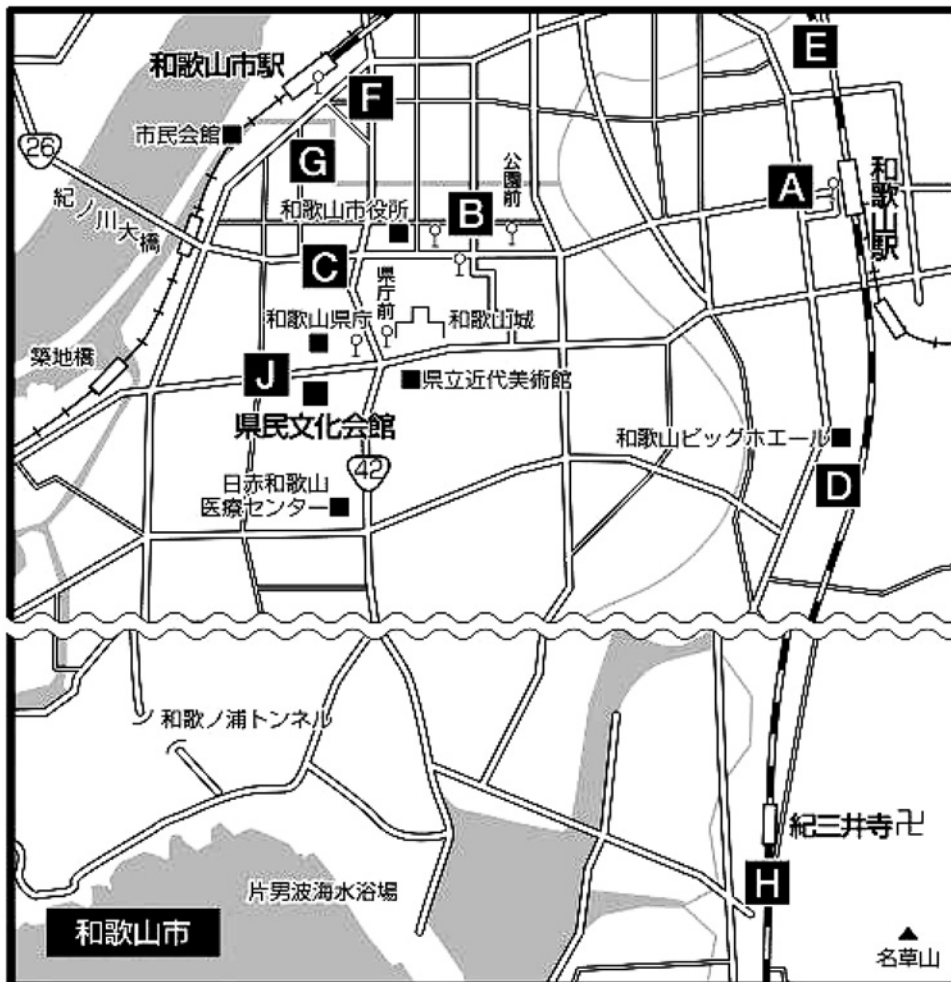 E
和歌山市駅
F
市民会館
26
G
公園前
A
和歌山駅
紀ノ川大橋
和歌山市役所
B
C
県庁前
和歌山県庁
和歌山城
築地橋
J
県立近代美術館
県民文化会館
和歌山ビッグホエール
42
日赤和歌山
医療センター
D
和歌ノ浦トンネル
紀三井寺卍
H
片男波海水浴場
和歌山市
名草山